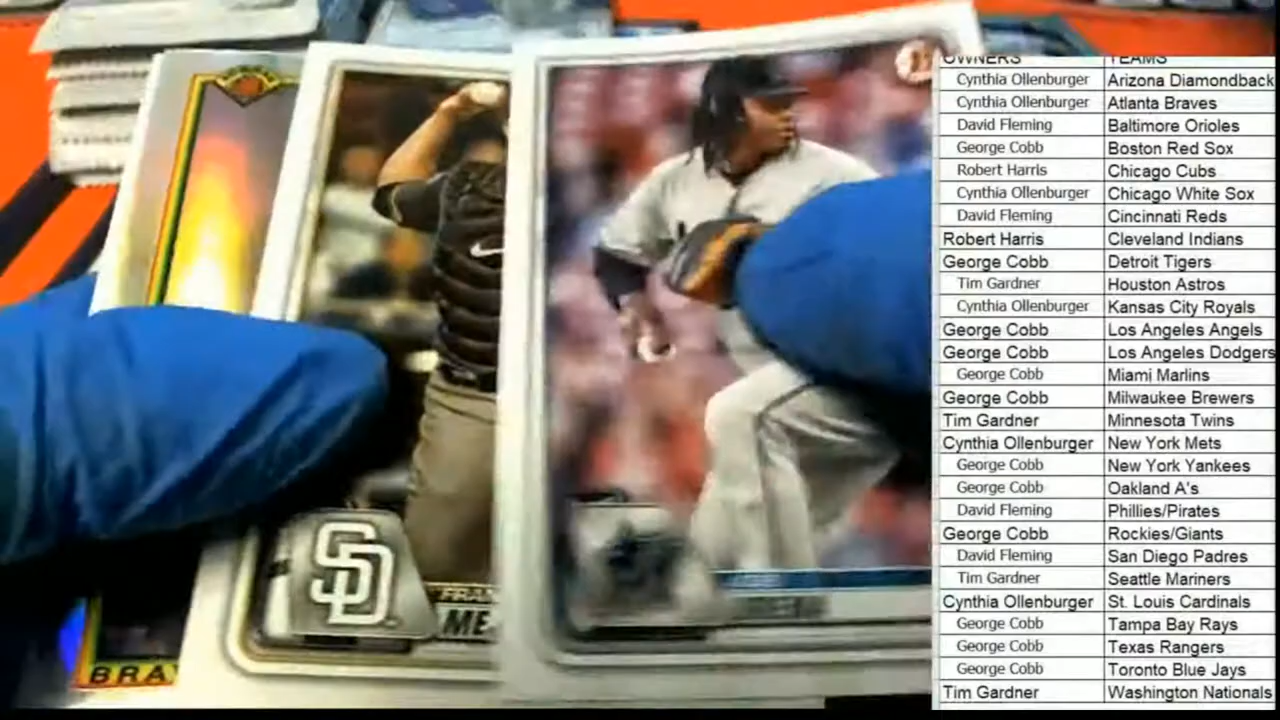 OWNERS TEAMS
Cynthia Ollenburger Arizona Diamondback
Cynthia Ollenburger Atlanta Braves
David Fleming Baltimore Orioles
George Cobb Boston Red Sox
Robert Harris Chicago Cubs
Cynthia Ollenburger Chicago White Sox
David Fleming Cincinnati Reds
Robert Harris Cleveland Indians
George Cobb Detroit Tigers
Tim Gardner Houston Astros
Cynthia Ollenburger Kansas City Royals
George Cobb Los Angeles Angels
George Cobb Los Angeles Dodgers
George Cobb Miami Marlins
George Cobb Milwaukee Brewers
Tim Gardner Minnesota Twins
Cynthia Ollenburger New York Mets
George Cobb New York Yankees
George Cobb Oakland A's
David Fleming Phillies/Pirates
George Cobb Rockies/Giants
David Fleming San Diego Padres
Tim Gardner Seattle Mariners
Cynthia Ollenburger St. Louis Cardinals
George Cobb Tampa Bay Rays
George Cobb Texas Rangers
George Cobb Toronto Blue Jays
Tim Gardner Washington Nationals
SD
FRAN
ME
BRA